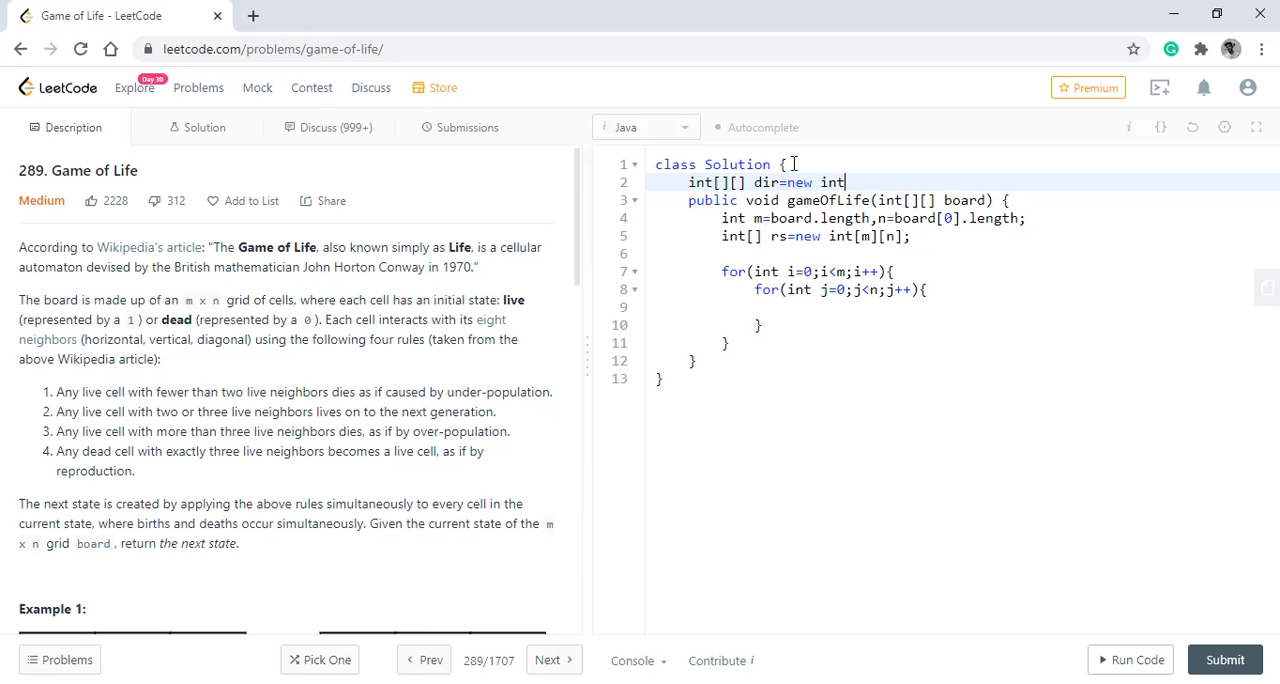 Game of Life - LeetCode
leetcode.com/problems/game-of-life/
LeetCode
Explore
Day 30
Problems
Mock
Contest
Discuss
Store
Premium
Description
Solution
Discuss (999+)
Submissions
i Java
Autocomplete
i {}
289. Game of Life
Medium 2228 312 Add to List Share
According to Wikipedia's article: "The Game of Life, also known simply as Life, is a cellular
automaton devised by the British mathematician John Horton Conway in 1970."
The board is made up of an m x n grid of cells, where each cell has an initial state: live
(represented by a 1 ) or dead (represented by a 0 ). Each cell interacts with its eight
neighbors (horizontal, vertical, diagonal) using the following four rules (taken from the
above Wikipedia article):
1. Any live cell with fewer than two live neighbors dies as if caused by under-population.
2. Any live cell with two or three live neighbors lives on to the next generation.
3. Any live cell with more than three live neighbors dies, as if by over-population.
4. Any dead cell with exactly three live neighbors becomes a live cell, as if by
reproduction.
The next state is created by applying the above rules simultaneously to every cell in the
current state, where births and deaths occur simultaneously. Given the current state of the m
x n grid board , return the next state.
Example 1:
1 class Solution {
2 int[][] dir=new int
3 public void gameOfLife(int[][] board) {
4 int m=board.length,n=board[0].length;
5 int[] rs=new int[m][n];
6
7 for(int i=0;i<m;i++){
8 for(int j=0;j<n;j++){
9
10 }
11 }
12 }
13 }
Problems
Pick One
Prev
289/1707
Next
Console
Contribute i
Run Code
Submit